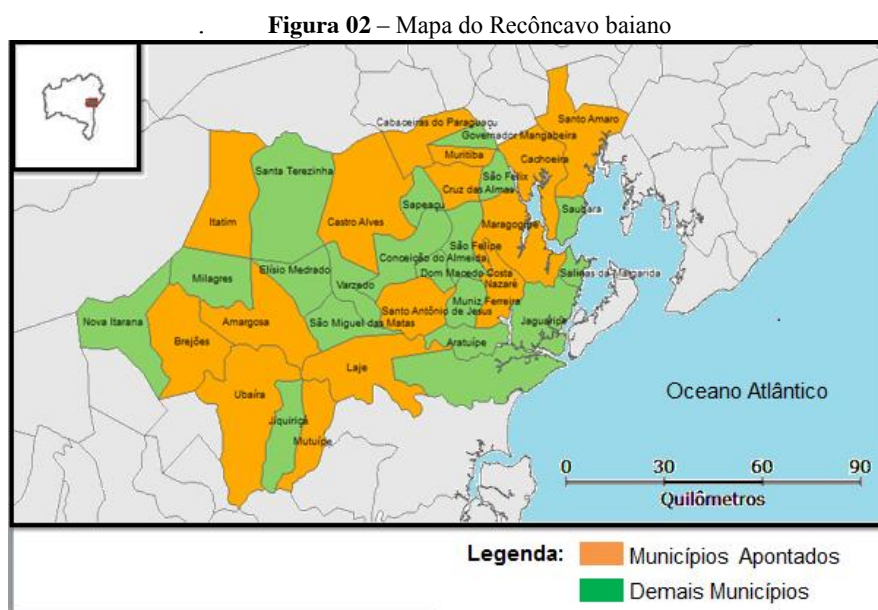 . Figura 02 – Mapa do Recôncavo baiano
Cabaceiras do Paraguaçu
Santo Amaro
Governador Mangabeira
Muritiba
Cachoeira
Santa Terezinha
São Felix
Cruz das Almas
Sapeaçu
Saubara
Itatim
Castro Alves
Maragogipe
São Felipe
Conceição do Almeida
Elísio Medrado
Dom Macedo Costa
Salinas da Margarida
Milagres
Varzedo
Nazaré
Muniz Ferreira
Santo Antônio de Jesus
Nova Itarana
Amargosa
São Miguel das Matas
Jaguaripe
Brejões
Aratuípe
Laje
Ubaíra
Jiquiriçá
Mutuípe
Oceano Atlântico
0 30 60 90
Quilômetros
Legenda:
Municípios Apontados
Demais Municípios